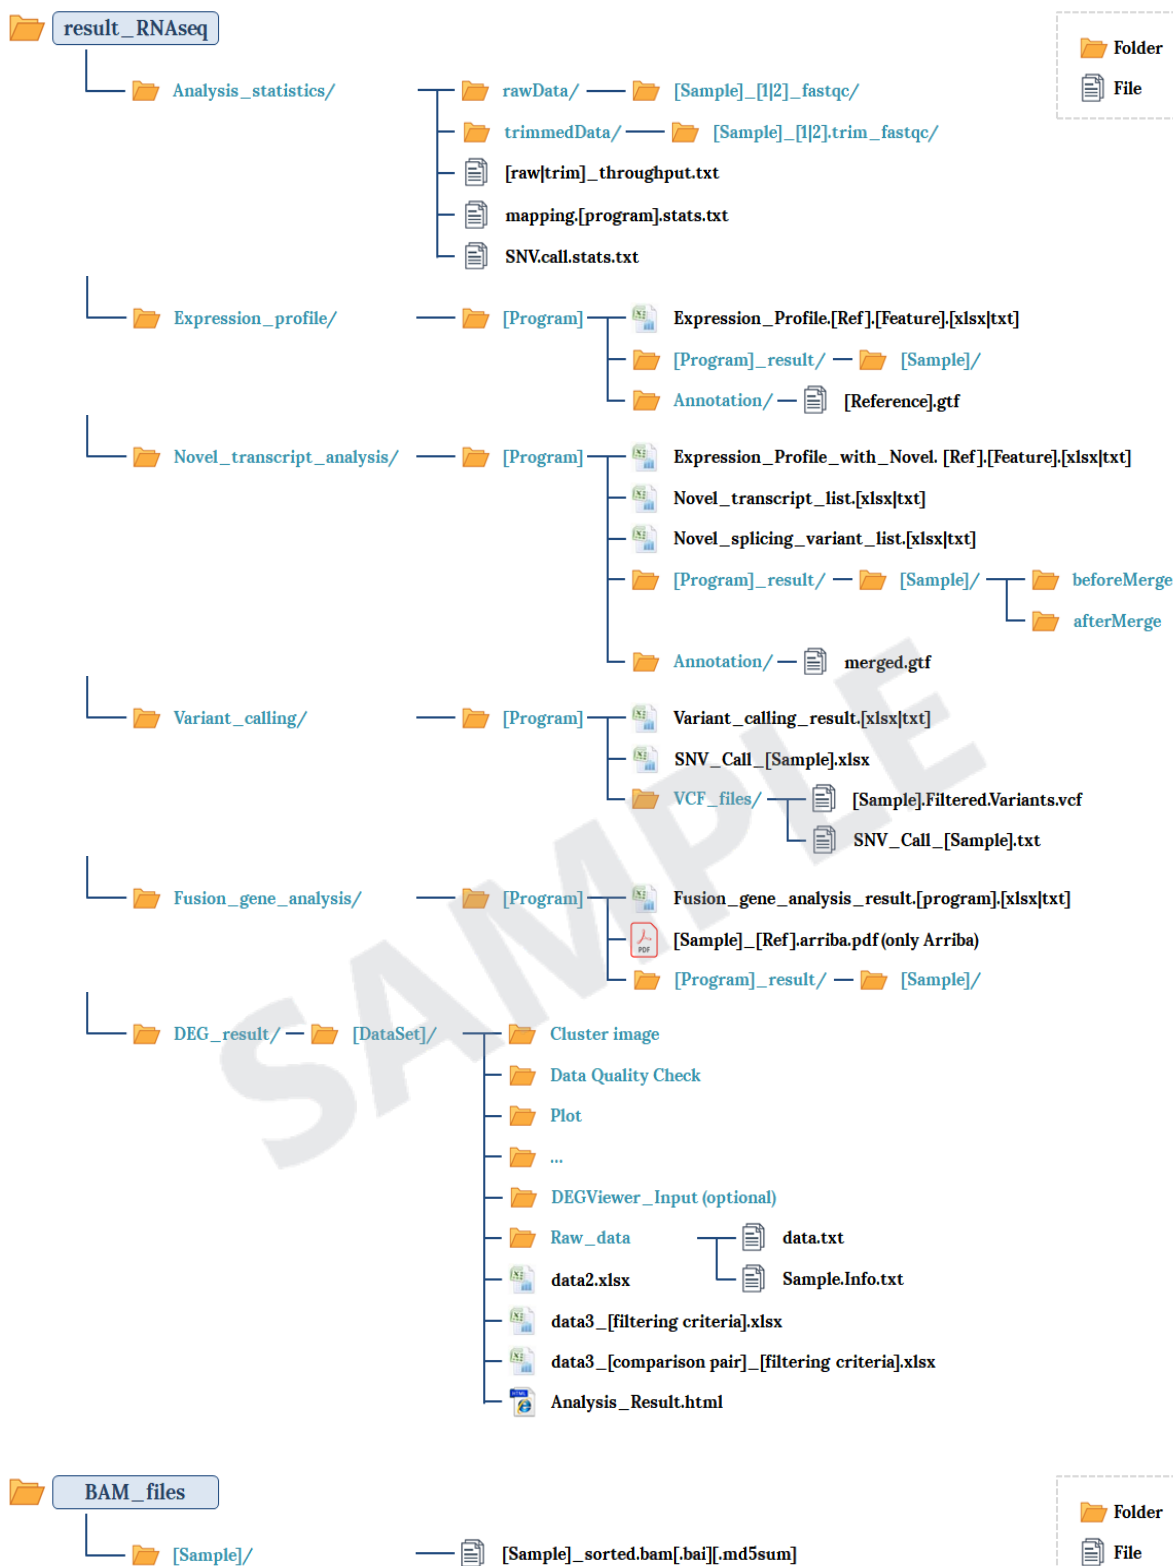 result_RNAseq
Folder
File
Analysis_statistics/
rawData/
[Sample]_[1|2]_fastqc/
trimmedData/
[Sample]_[1|2].trim_fastqc/
[raw|trim]_throughput.txt
mapping.[program].stats.txt
SNV.call.stats.txt
Expression_profile/
[Program]
Expression_Profile.[Ref].[Feature].[xlsx|txt]
[Program]_result/
[Sample]/
Annotation/
[Reference].gtf
Novel_transcript_analysis/
[Program]
Expression_Profile_with_Novel. [Ref].[Feature].[xlsx|txt]
Novel_transcript_list.[xlsx|txt]
Novel_splicing_variant_list.[xlsx|txt]
[Program]_result/
[Sample]/
beforeMerge
afterMerge
Annotation/
merged.gtf
Variant_calling/
[Program]
Variant_calling_result.[xlsx|txt]
SNV_Call_[Sample].xlsx
VCF_files/
[Sample].Filtered.Variants.vcf
SNV_Call_[Sample].txt
Fusion_gene_analysis/
[Program]
Fusion_gene_analysis_result.[program].[xlsx|txt]
PDF
[Sample]_[Ref].arriba.pdf (only Arriba)
[Program]_result/
[Sample]/
DEG_result/
[DataSet]/
Cluster image
Data Quality Check
Plot
...
DEGViewer_Input (optional)
Raw_data
data.txt
Sample.Info.txt
data2.xlsx
data3_[filtering criteria].xlsx
data3_[comparison pair]_[filtering criteria].xlsx
HTML
Analysis_Result.html
SAMPLE
BAM_files
Folder
File
[Sample]/
[Sample]_sorted.bam[.bai][.md5sum]